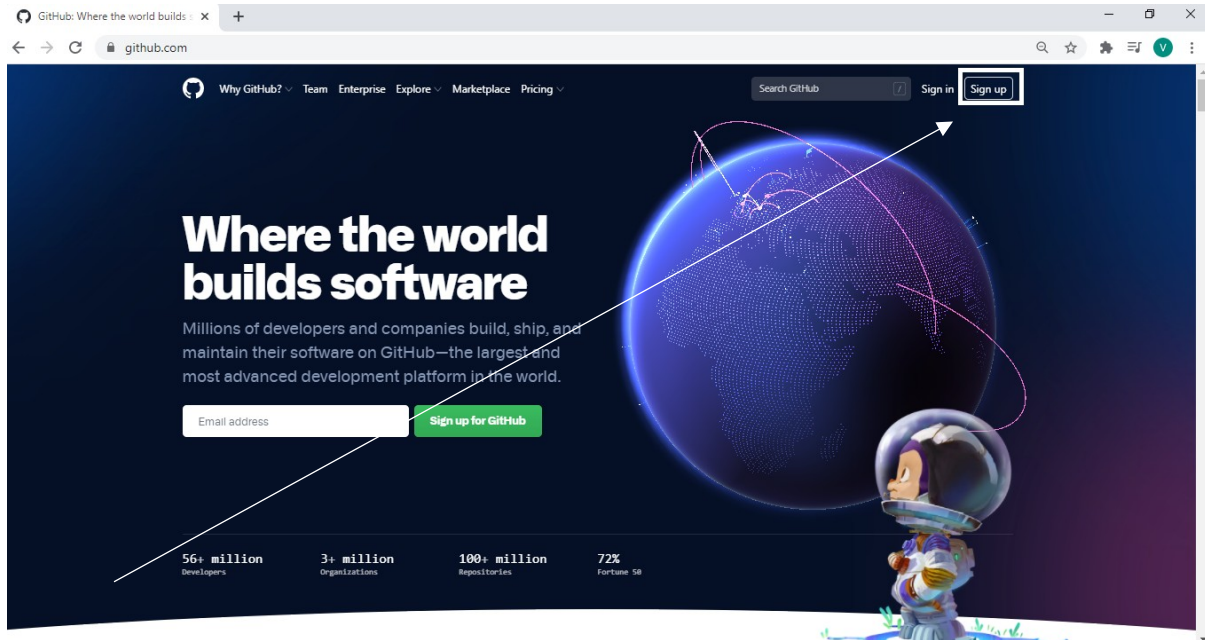 GitHub: Where the world builds s
github.com
V
Why GitHub? Team Enterprise Explore Marketplace Pricing Search GitHub / Sign in Sign up
Where the world
builds software
Millions of developers and companies build, ship, and
maintain their software on GitHub—the largest and
most advanced development platform in the world.
Email address Sign up for GitHub
56+ million 3+ million 100+ million 72%
Developers Organizations Repositories Fortune 50